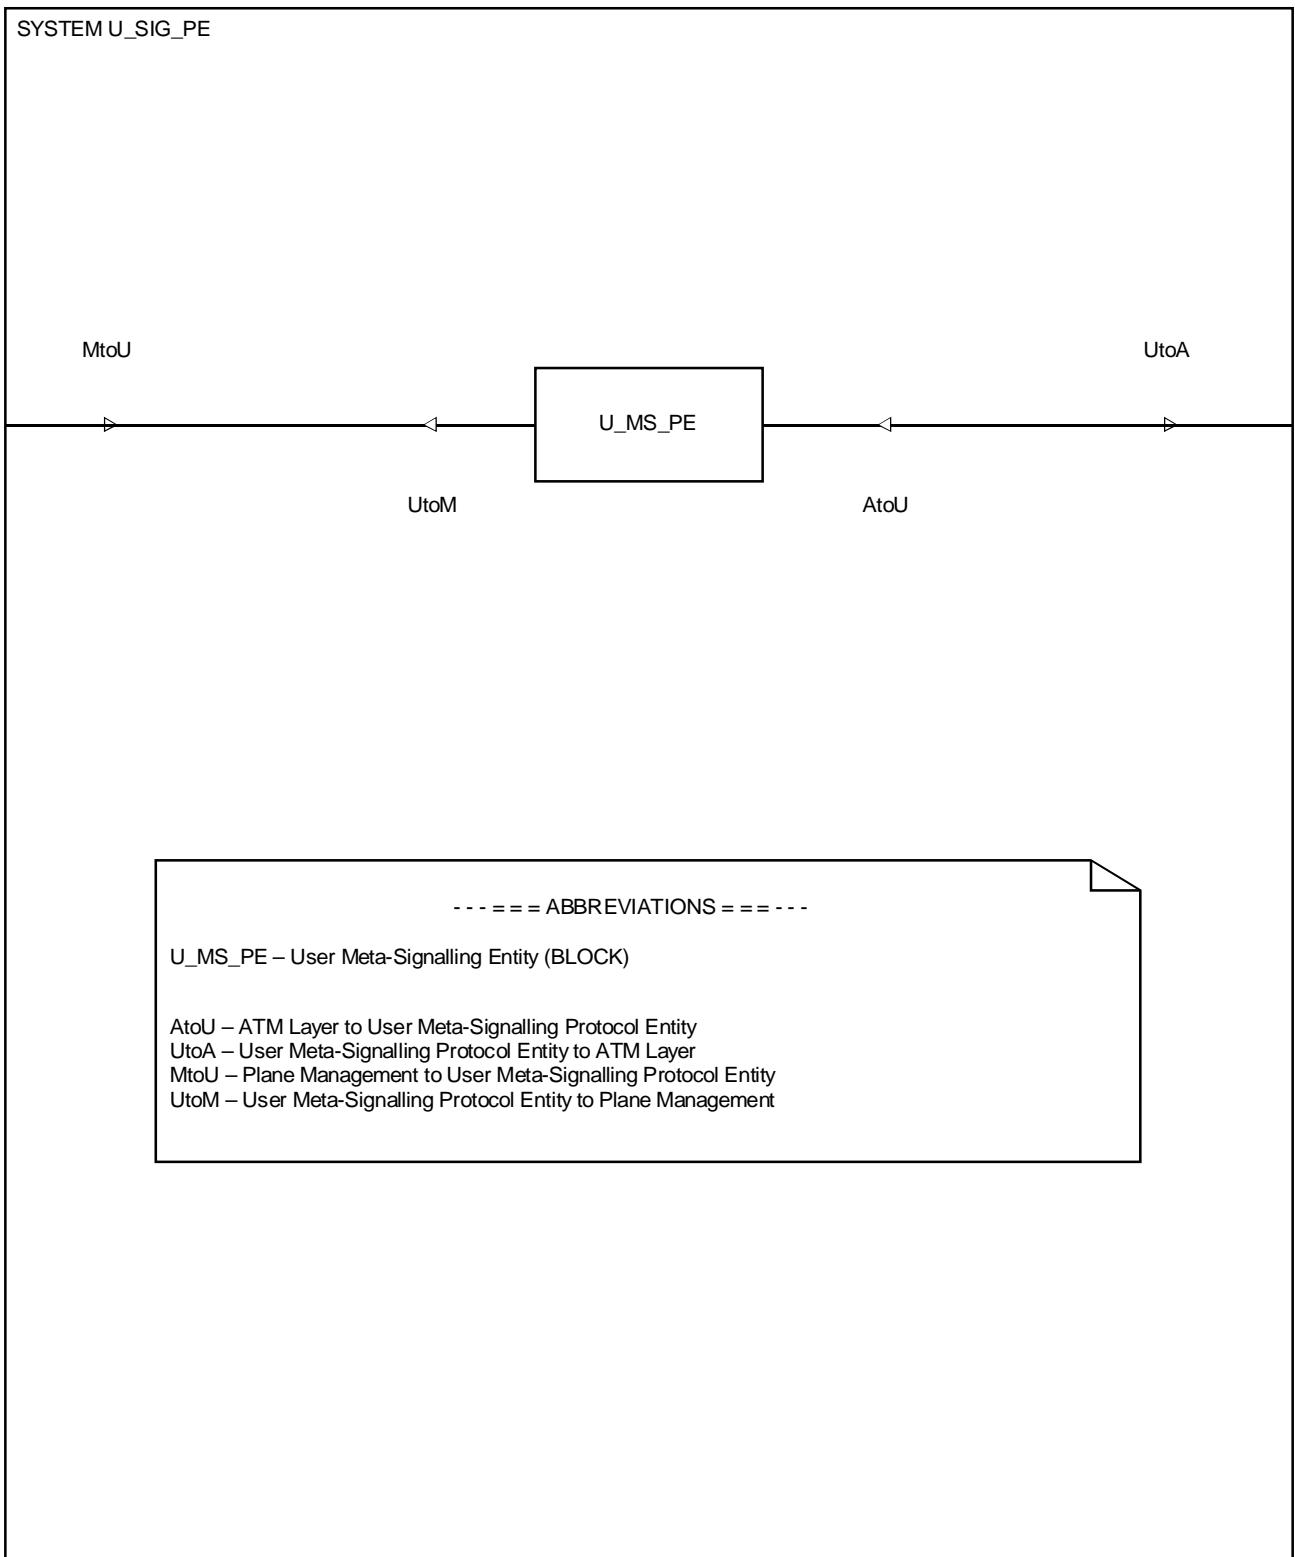 SYSTEM U_SIG_PE
MtoU
UtoA
U_MS_PE
UtoM
AtoU
- - - = = = ABBREVIATIONS = = = - - -
U_MS_PE – User Meta-Signalling Entity (BLOCK)
AtoU – ATM Layer to User Meta-Signalling Protocol Entity
UtoA – User Meta-Signalling Protocol Entity to ATM Layer
MtoU – Plane Management to User Meta-Signalling Protocol Entity
UtoM – User Meta-Signalling Protocol Entity to Plane Management